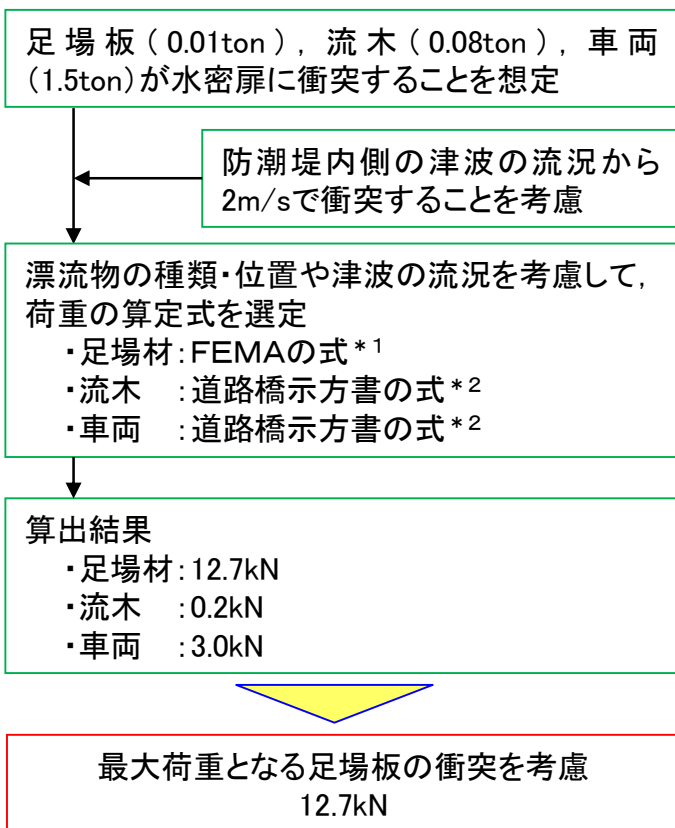 足場板(0.01ton), 流木(0.08ton), 車両
(1.5ton)が水密扉に衝突することを想定
防潮堤内側の津波の流況から
2m/sで衝突することを考慮
漂流物の種類・位置や津波の流況を考慮して,
荷重の算定式を選定
・足場材:FEMAの式*1
・流木 :道路橋示方書の式*2
・車両 :道路橋示方書の式*2
算出結果
・足場材:12.7kN
・流木 :0.2kN
・車両 :3.0kN
最大荷重となる足場板の衝突を考慮
12.7kN